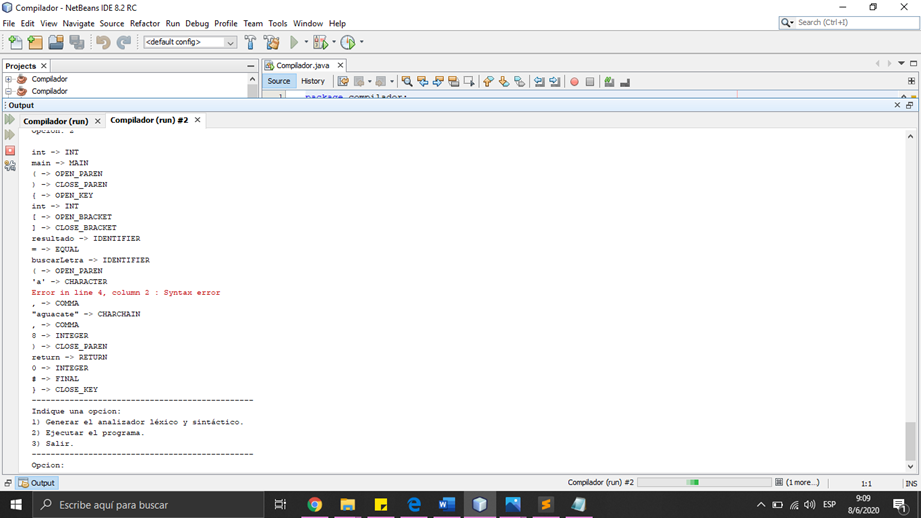 Compilador - NetBeans IDE 8.2 RC
File Edit View Navigate Source Refactor Run Debug Profile Team Tools Window Help
Search (Ctrl+I)
<default config>
Projects
Compilador.java
Compilador
Source History
Compilador
package compilador;
Output
Compilador (run)
Compilador (run) #2
Opcion: 2
int -> INT
main -> MAIN
( -> OPEN_PAREN
) -> CLOSE_PAREN
{ -> OPEN_KEY
int -> INT
[ -> OPEN_BRACKET
] -> CLOSE_BRACKET
resultado -> IDENTIFIER
= -> EQUAL
buscarLetra -> IDENTIFIER
( -> OPEN_PAREN
'a' -> CHARACTER
Error in line 4, column 2 : Syntax error
, -> COMMA
"aguacate" -> CHARCHAIN
, -> COMMA
8 -> INTEGER
) -> CLOSE_PAREN
return -> RETURN
0 -> INTEGER
# -> FINAL
} -> CLOSE_KEY
-----------------------------------------------
Indique una opcion:
1) Generar el analizador léxico y sintáctico.
2) Ejecutar el programa.
3) Salir.
-----------------------------------------------
Opcion:
Output
Compilador (run) #2
(1 more...)
1:1
INS
Escribe aquí para buscar
ESP
9:09
8/6/2020
1